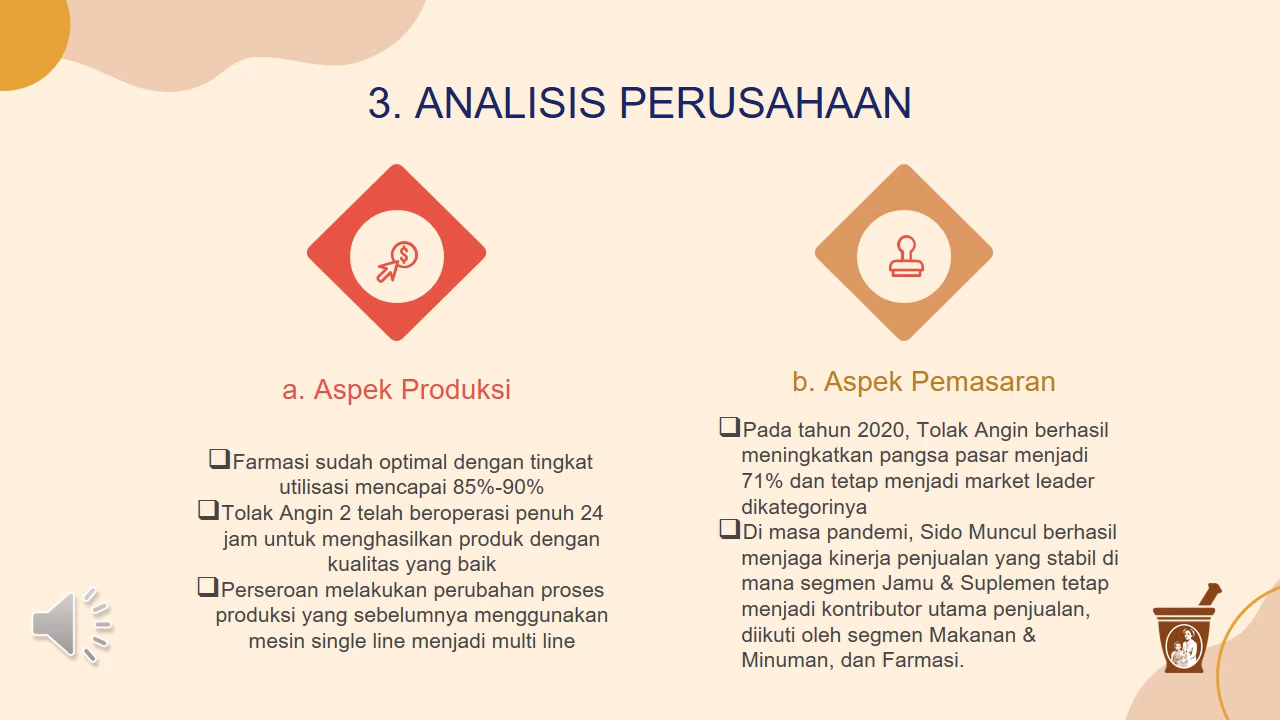 3. ANALISIS PERUSAHAAN
a. Aspek Produksi
❑Farmasi sudah optimal dengan tingkat
utilisasi mencapai 85%-90%
❑Tolak Angin 2 telah beroperasi penuh 24
jam untuk menghasilkan produk dengan
kualitas yang baik
❑Perseroan melakukan perubahan proses
produksi yang sebelumnya menggunakan
mesin single line menjadi multi line
b. Aspek Pemasaran
❑Pada tahun 2020, Tolak Angin berhasil
meningkatkan pangsa pasar menjadi
71% dan tetap menjadi market leader
dikategorinya
❑Di masa pandemi, Sido Muncul berhasil
menjaga kinerja penjualan yang stabil di
mana segmen Jamu & Suplemen tetap
menjadi kontributor utama penjualan,
diikuti oleh segmen Makanan &
Minuman, dan Farmasi.